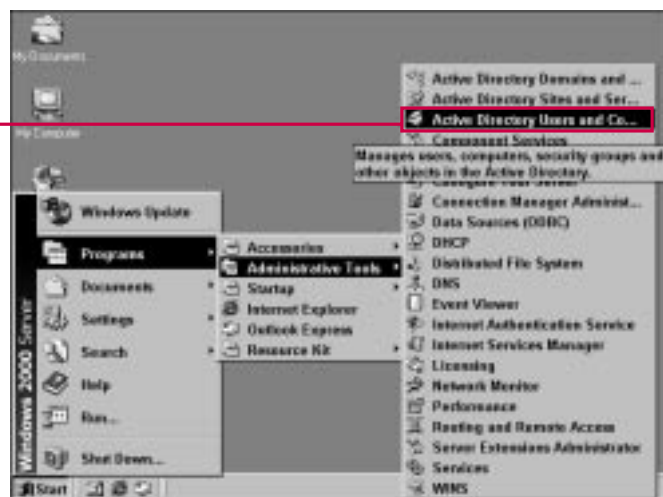 My Documents
My Computer
Windows 2000 Server
Windows Update
Programs
Documents
Settings
Search
Help
Run...
Shut Down...
Start
Accessories
Administrative Tools
Startup
Internet Explorer
Outlook Express
Resource Kit
Active Directory Domains and ...
Active Directory Sites and Ser...
Active Directory Users and Co...
Component Services
Manages users, computers, security groups and
other objects in the Active Directory.
Configure Your Server
Connection Manager Administ...
Data Sources (ODBC)
DHCP
Distributed File System
DNS
Event Viewer
Internet Authentication Service
Internet Services Manager
Licensing
Network Monitor
Performance
Routing and Remote Access
Server Extensions Administrator
Services
WINS